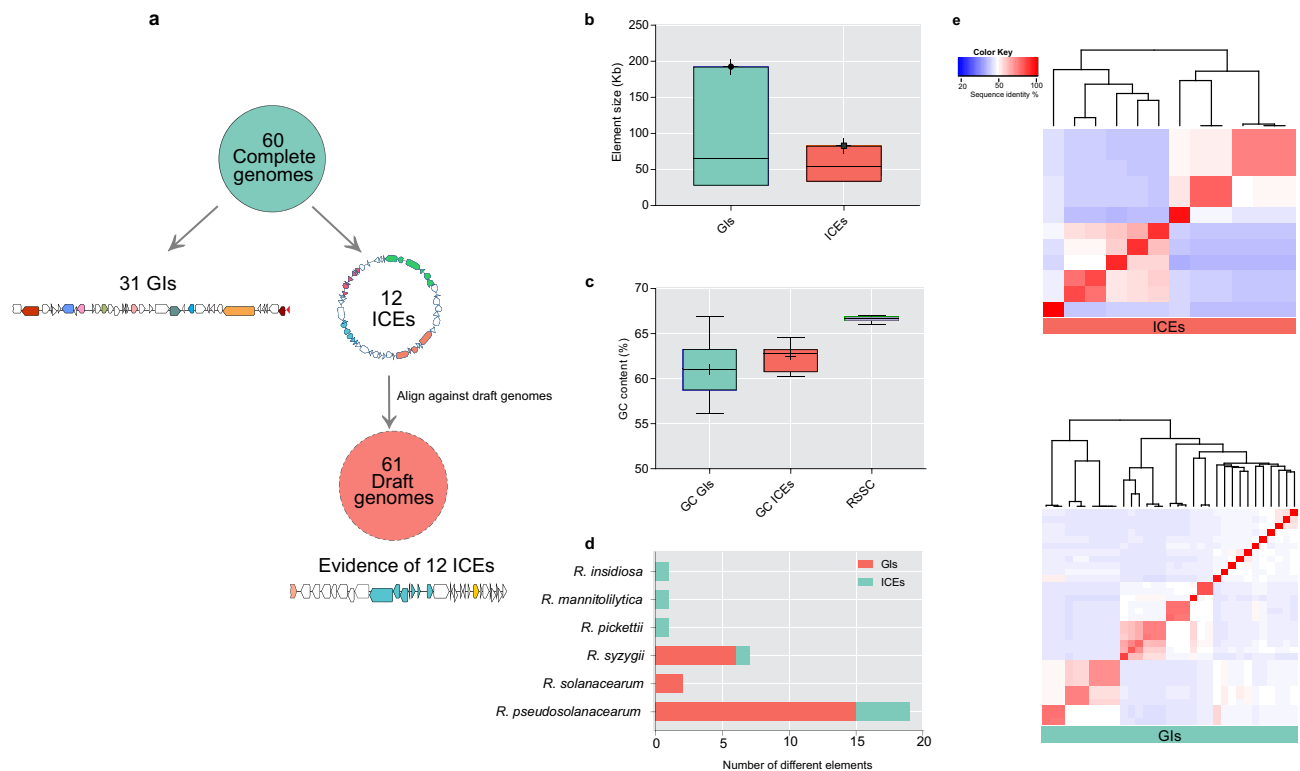 a
60
Complete
genomes
31 GIs
12
ICEs
Align against draft genomes
61
Draft
genomes
Evidence of 12 ICEs
b
Element size (Kb)
250
200
150
100
50
0
GIs
ICEs
c
GC content (%)
70
65
60
55
50
GC GIs
GC ICEs
RSSC
d
GIs
ICEs
R. insidiosa
R. mannitolilytica
R. pickettii
R. syzygii
R. solanacearum
R. pseudosolanacearum
0
5
10
15
20
Number of different elements
e
Color Key
20
50
100
Sequence identity %
ICEs
GIs